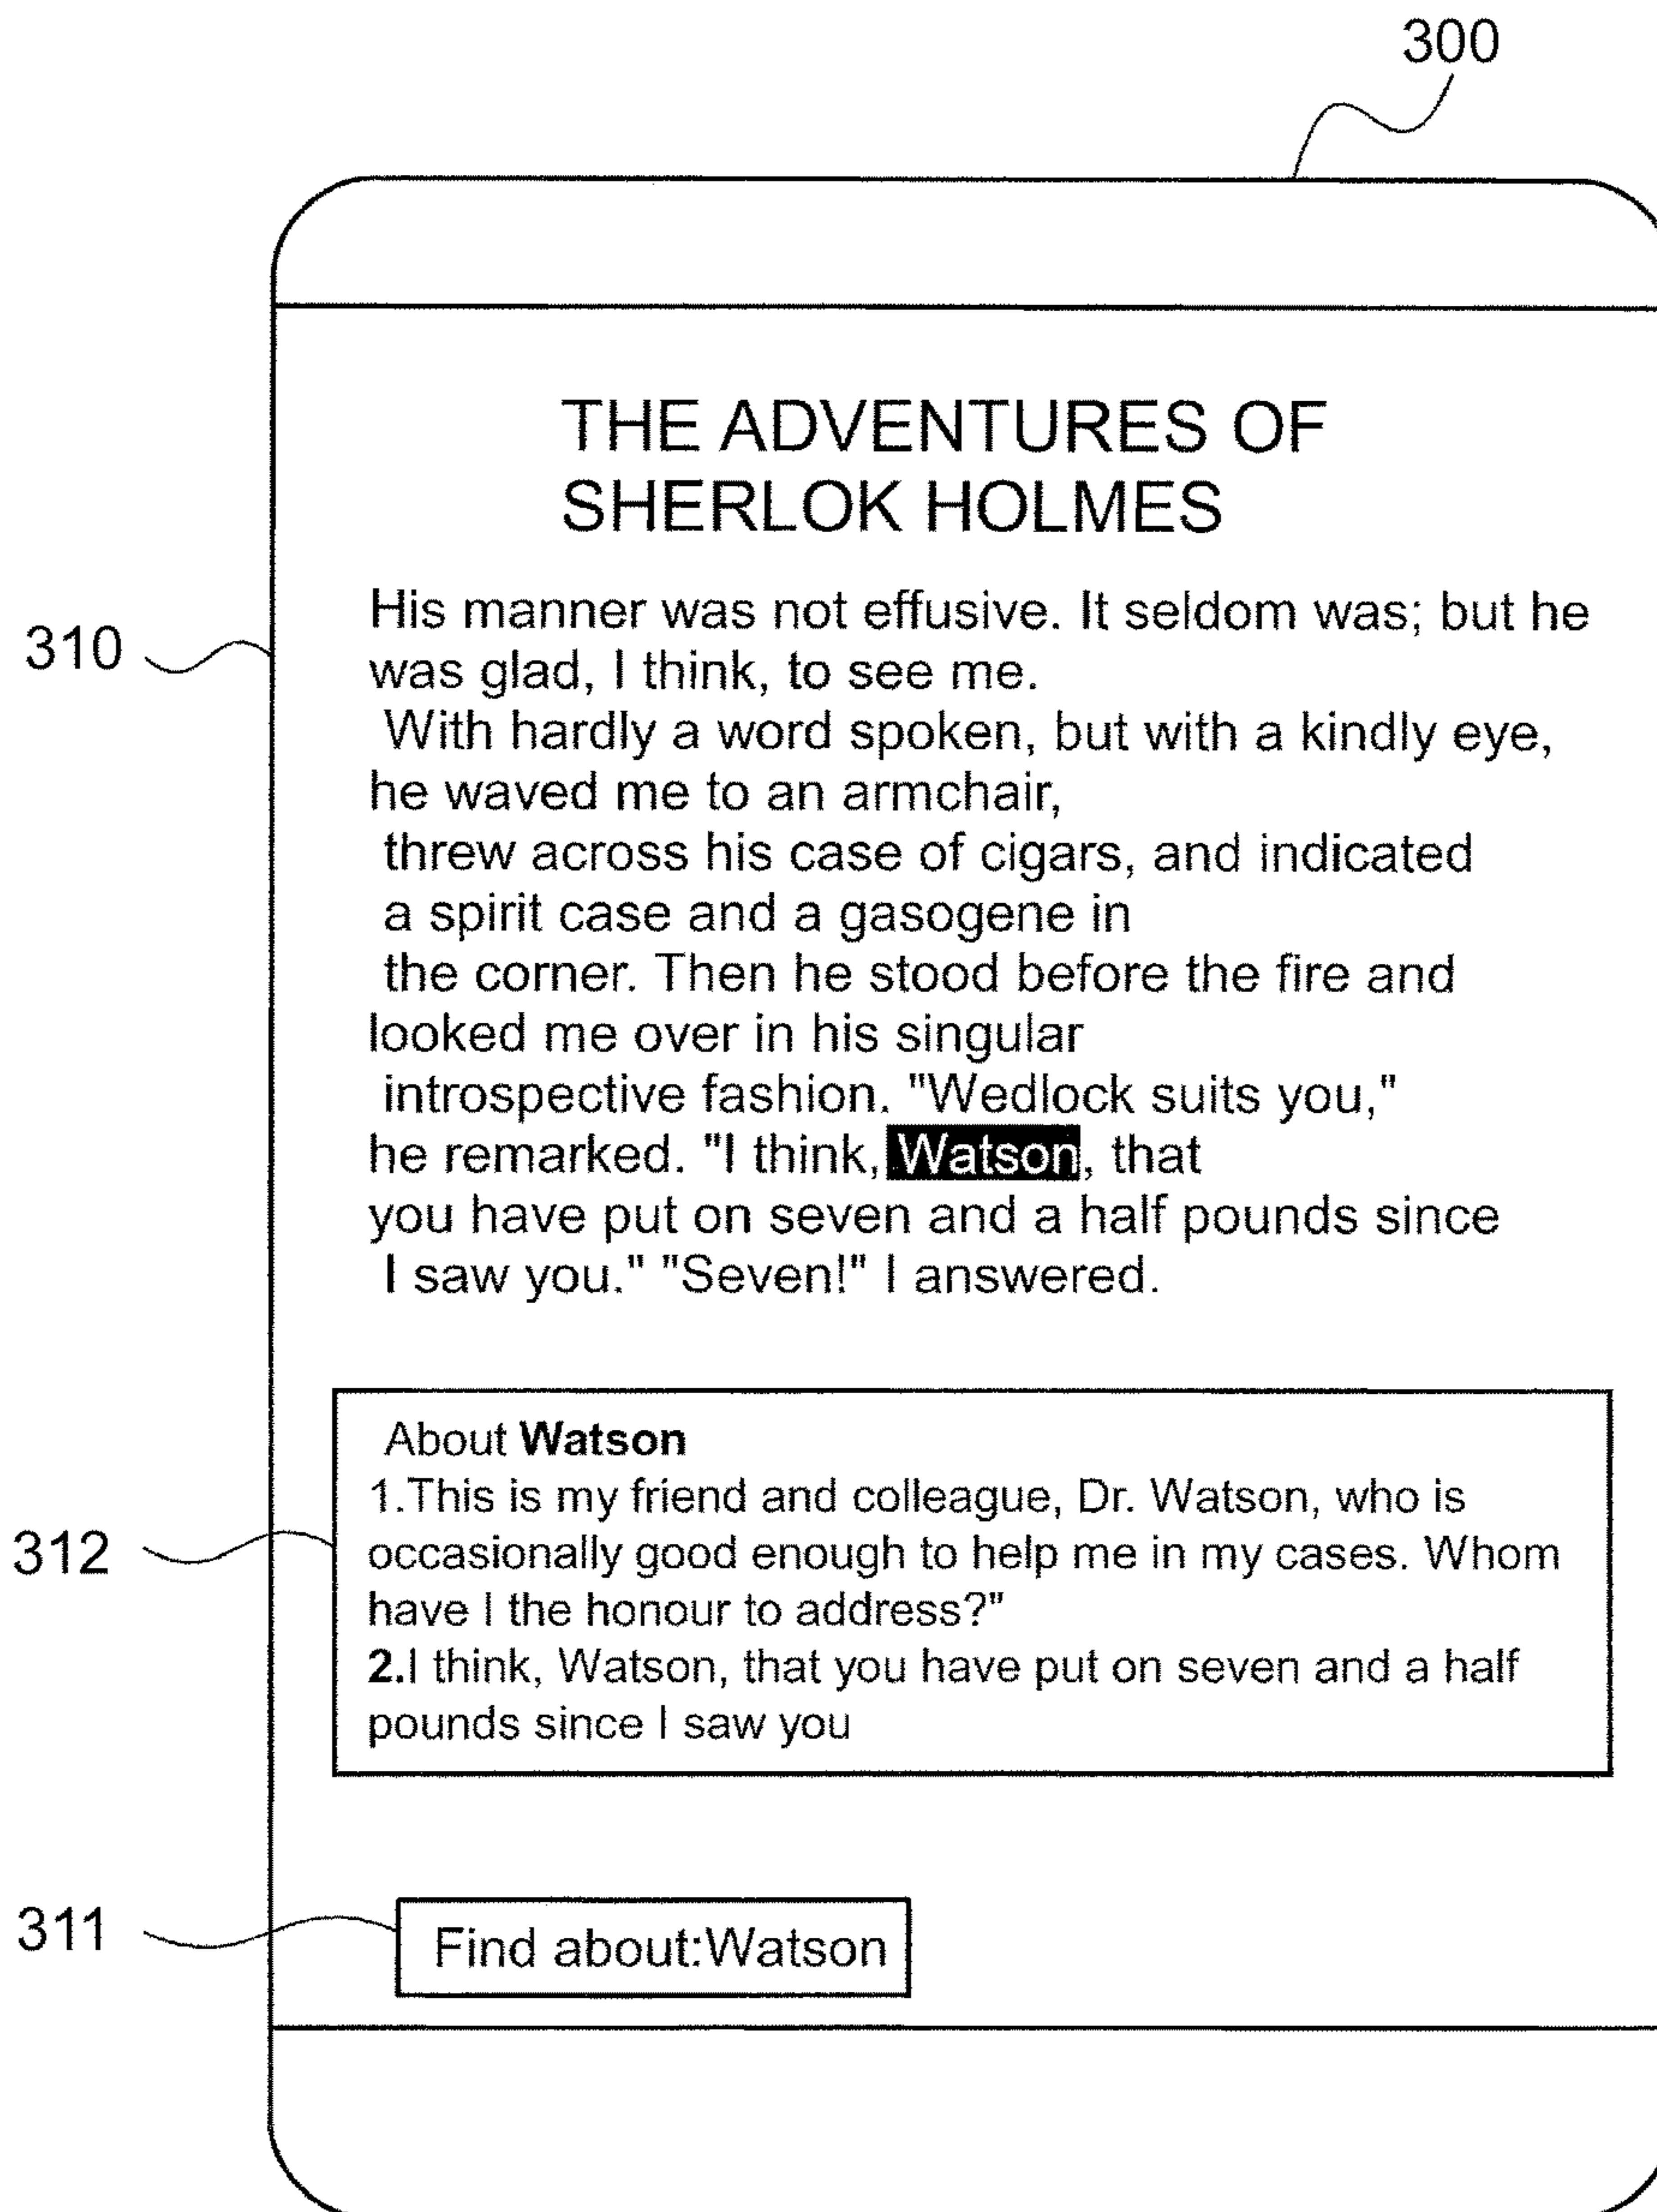 300
THE ADVENTURES OF
SHERLOK HOLMES
310
His manner was not effusive. It seldom was; but he
was glad, I think, to see me.
With hardly a word spoken, but with a kindly eye,
he waved me to an armchair,
threw across his case of cigars, and indicated
a spirit case and a gasogene in
the corner. Then he stood before the fire and
looked me over in his singular
introspective fashion. "Wedlock suits you,"
he remarked. "I think, Watson, that
you have put on seven and a half pounds since
I saw you." "Seven!" I answered.
312
About Watson
1.This is my friend and colleague, Dr. Watson, who is
occasionally good enough to help me in my cases. Whom
have I the honour to address?"
2.I think, Watson, that you have put on seven and a half
pounds since I saw you
311
Find about:Watson